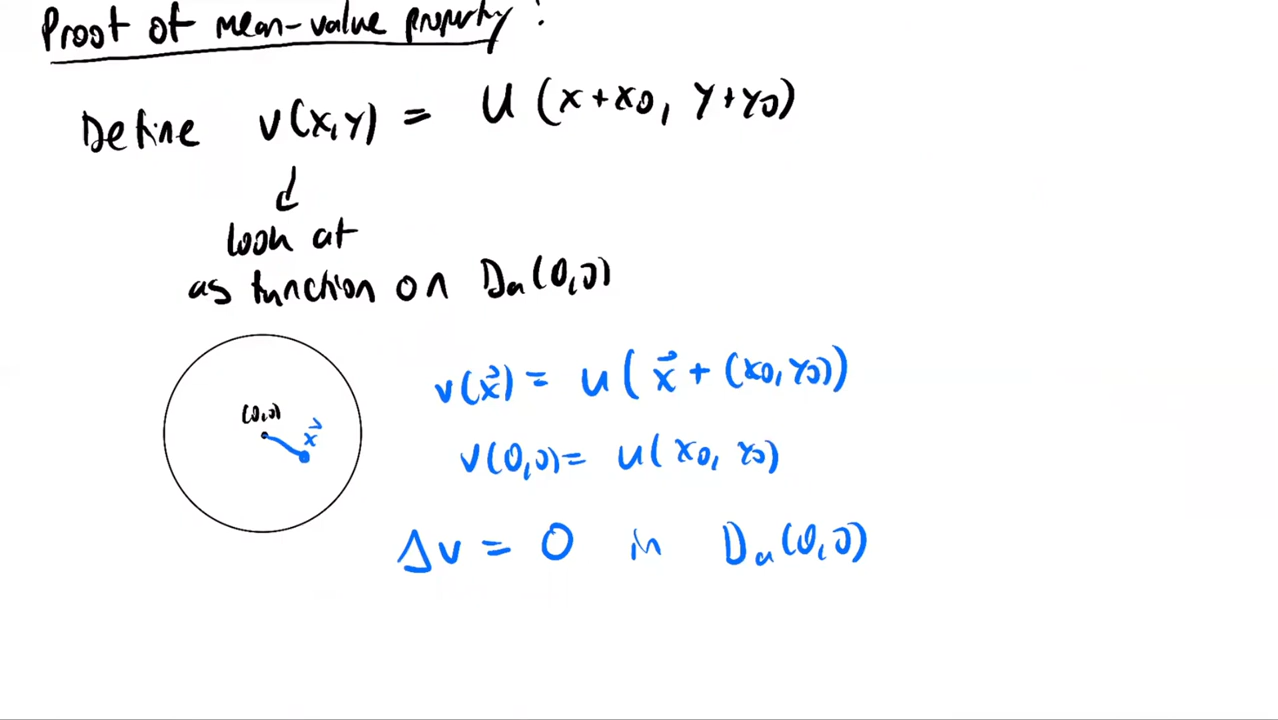 Proof of mean-value property:
Define v(x,y) = u(x+x0, y+y0)
↓
look at
as function on Da(0,0)
(0,0)
x⃗
v(x⃗) = u(x⃗ + (x0,y0))
v(0,0) = u(x0, y0)
Δv = 0 in Da(0,0)